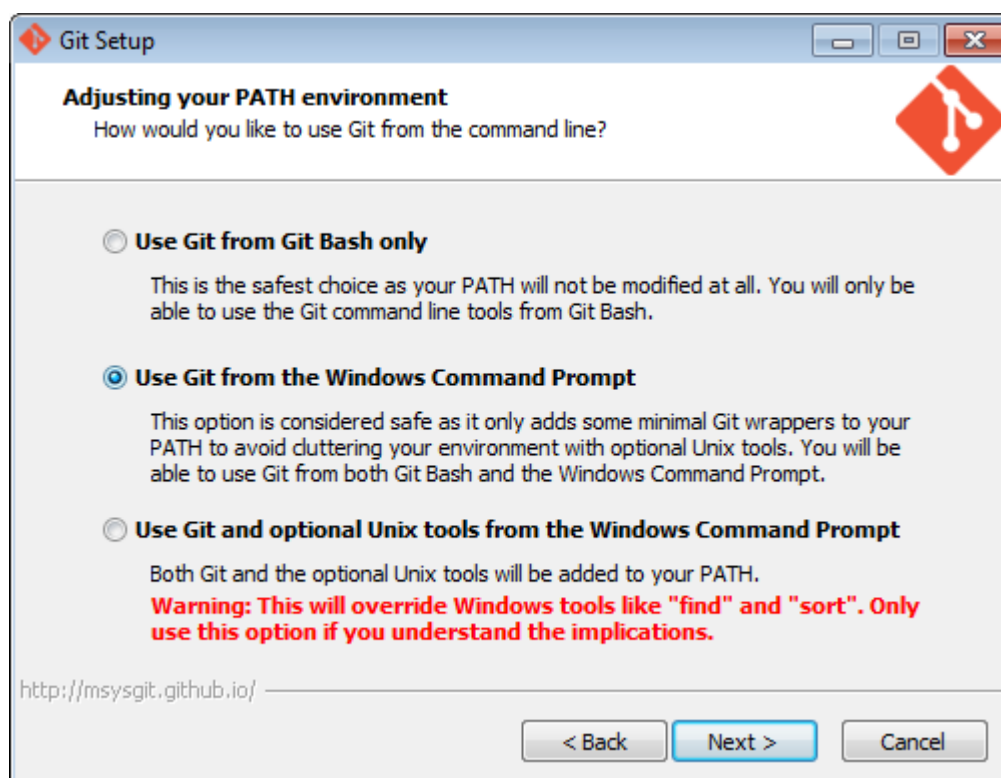 Git Setup
Adjusting your PATH environment
How would you like to use Git from the command line?
Use Git from Git Bash only
This is the safest choice as your PATH will not be modified at all. You will only be
able to use the Git command line tools from Git Bash.
Use Git from the Windows Command Prompt
This option is considered safe as it only adds some minimal Git wrappers to your
PATH to avoid cluttering your environment with optional Unix tools. You will be
able to use Git from both Git Bash and the Windows Command Prompt.
Use Git and optional Unix tools from the Windows Command Prompt
Both Git and the optional Unix tools will be added to your PATH.
Warning: This will override Windows tools like "find" and "sort". Only
use this option if you understand the implications.
http://msysgit.github.io/
< Back Next > Cancel